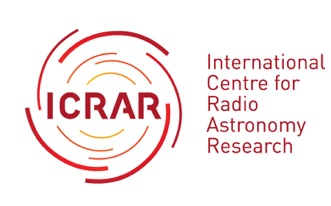 ICRAR
International
Centre for
Radio
Astronomy
Research